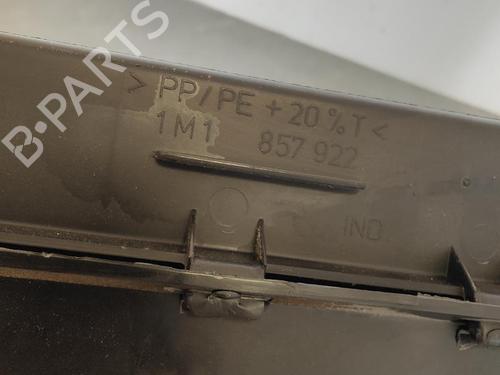 > PP/PE + 20% T <
1M1 857 922
IND
B-PARTS